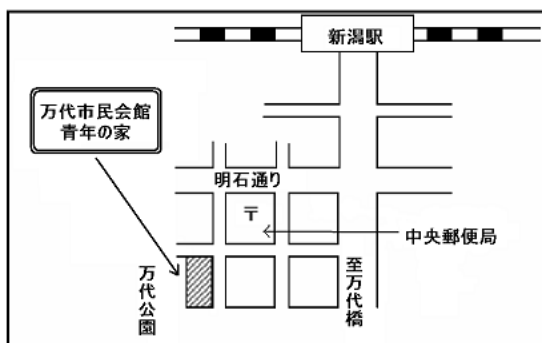 新潟駅
万代市民会館
青年の家
明石通り
〒
中央郵便局
万代公園
至万代橋